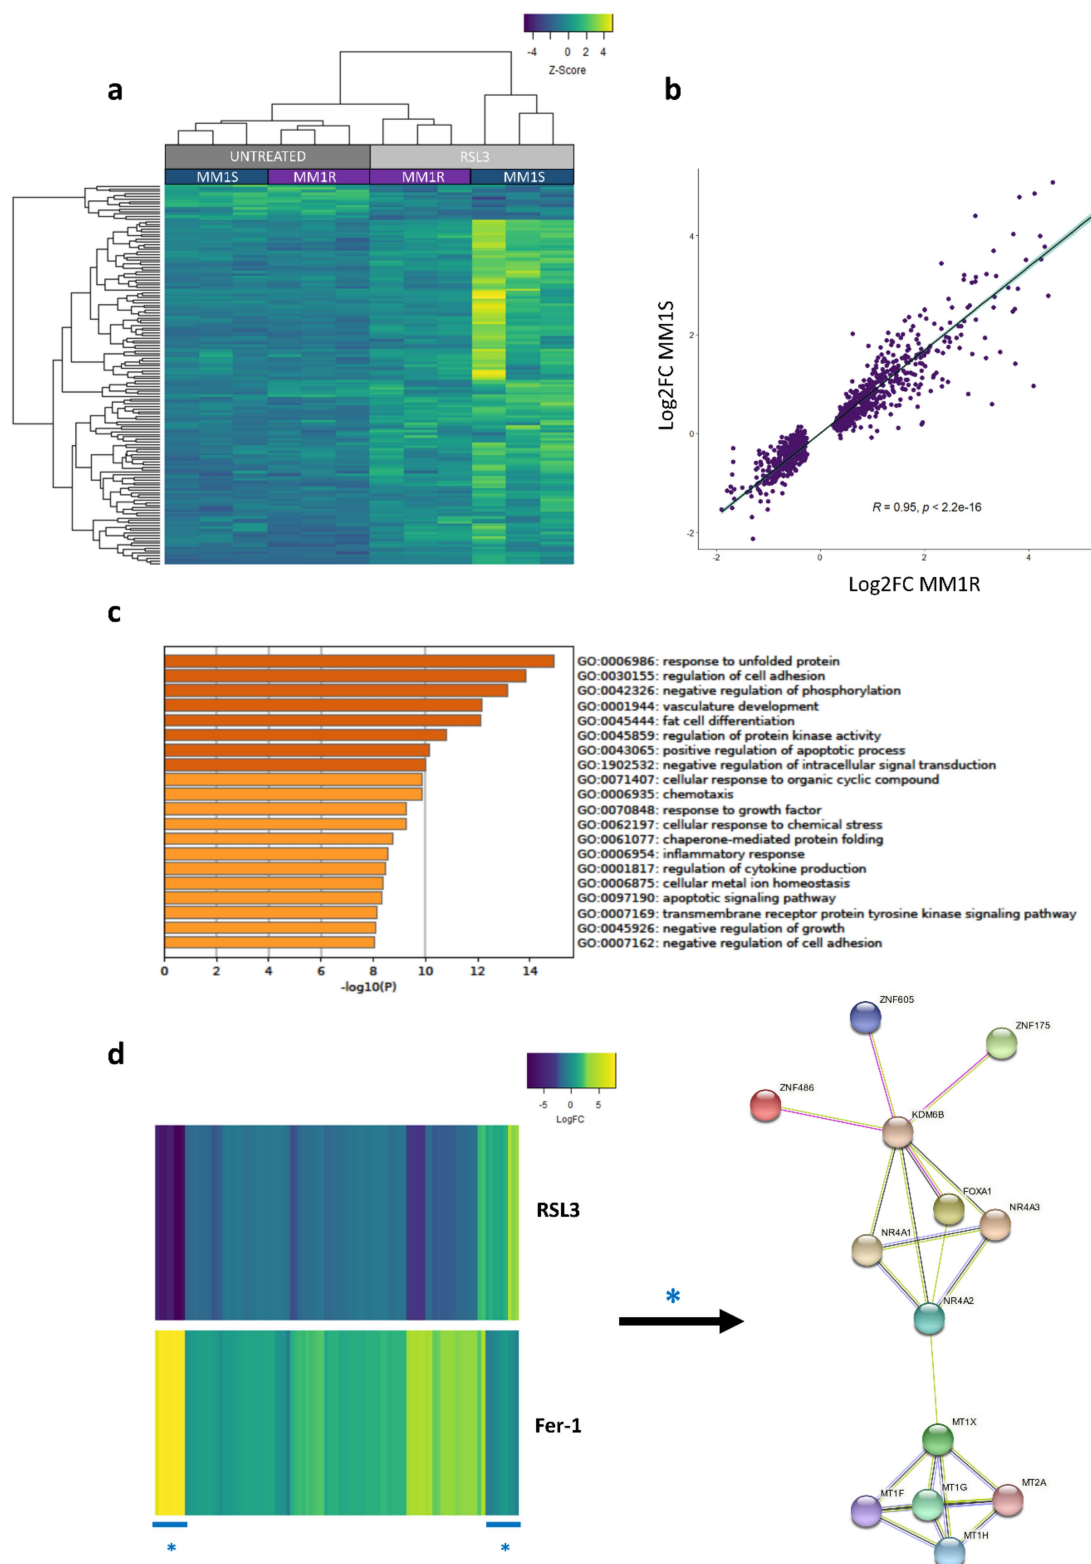 -4 0 2 4
Z-Score
a
b
UNTREATED
RSL3
MM1S
MM1R
MM1R
MM1S
4
2
0
-2
Log2FC MM1S
R = 0.95, p < 2.2e-16
-2 0 2 4
Log2FC MM1R
c
GO:0006986: response to unfolded protein
GO:0030155: regulation of cell adhesion
GO:0042326: negative regulation of phosphorylation
GO:0001944: vasculature development
GO:0045444: fat cell differentiation
GO:0045859: regulation of protein kinase activity
GO:0043065: positive regulation of apoptotic process
GO:1902532: negative regulation of intracellular signal transduction
GO:0071407: cellular response to organic cyclic compound
GO:0006935: chemotaxis
GO:0070848: response to growth factor
GO:0062197: cellular response to chemical stress
GO:0061077: chaperone-mediated protein folding
GO:0006954: inflammatory response
GO:0001817: regulation of cytokine production
GO:0006875: cellular metal ion homeostasis
GO:0097190: apoptotic signaling pathway
GO:0007169: transmembrane receptor protein tyrosine kinase signaling pathway
GO:0045926: negative regulation of growth
GO:0007162: negative regulation of cell adhesion
0 2 4 6 8 10 12 14
-log10(P)
d
-5 0 5
LogFC
RSL3
Fer-1
*
*
*
ZNF605
ZNF175
ZNF486
KDM6B
FOXA1
NR4A3
NR4A1
NR4A2
MT1X
MT2A
MT1F
MT1G
MT1H